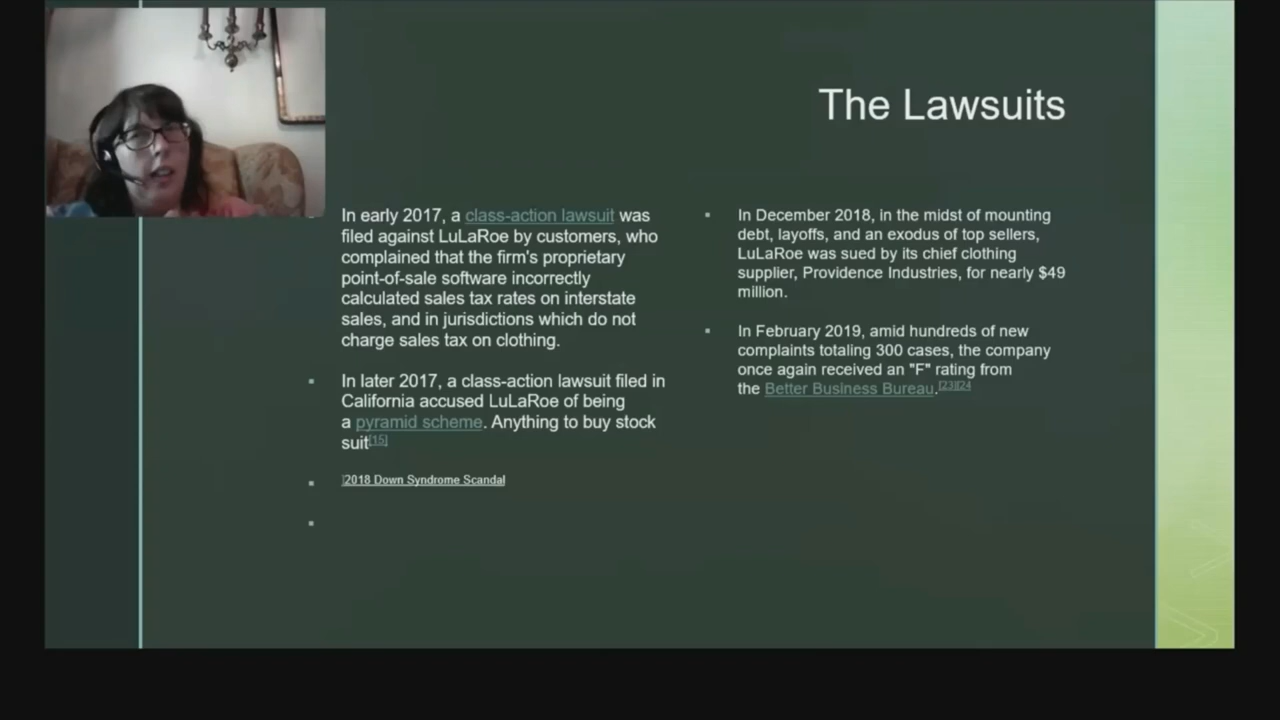 The Lawsuits
In early 2017, a class-action lawsuit was
filed against LuLaRoe by customers, who
complained that the firm's proprietary
point-of-sale software incorrectly
calculated sales tax rates on interstate
sales, and in jurisdictions which do not
charge sales tax on clothing.
In later 2017, a class-action lawsuit filed in
California accused LuLaRoe of being
a pyramid scheme. Anything to buy stock
suit[15]
]2018 Down Syndrome Scandal
In December 2018, in the midst of mounting
debt, layoffs, and an exodus of top sellers,
LuLaRoe was sued by its chief clothing
supplier, Providence Industries, for nearly $49
million.
In February 2019, amid hundreds of new
complaints totaling 300 cases, the company
once again received an "F" rating from
the Better Business Bureau.[23][24